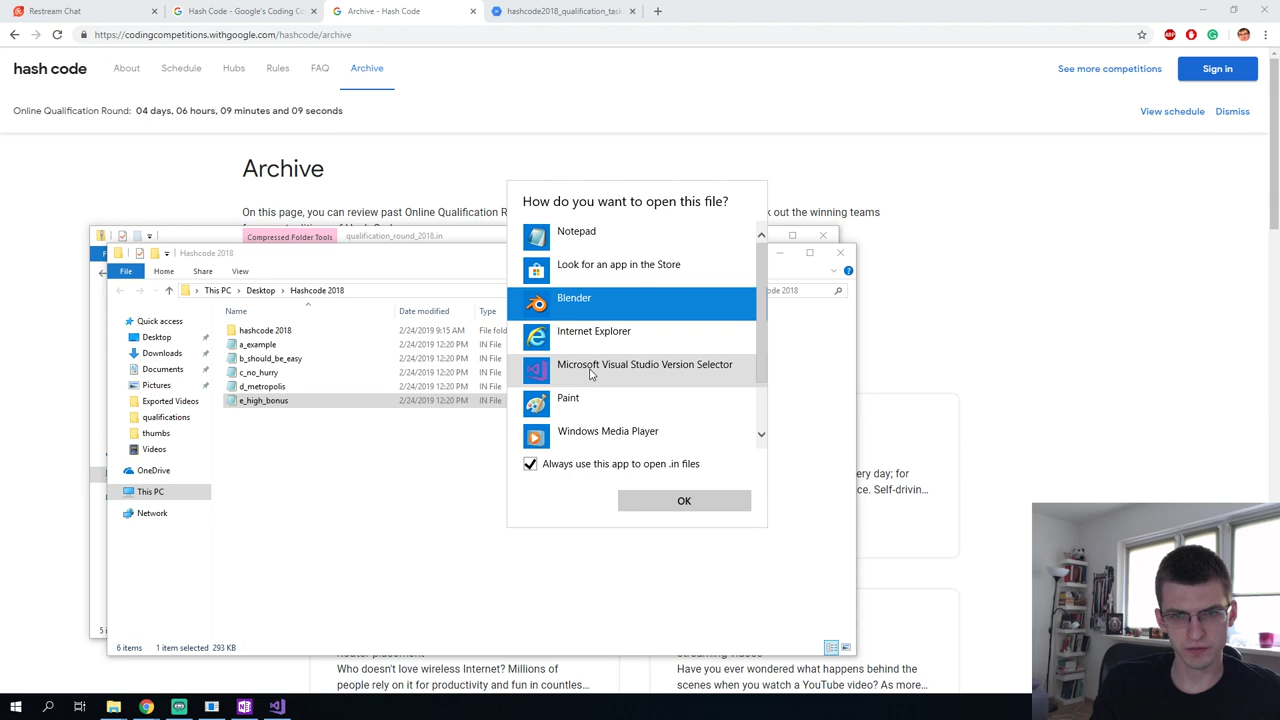 Restream Chat
Hash Code - Google's Coding Co
Archive - Hash Code
hashcode2018_qualification_task
https://codingcompetitions.withgoogle.com/hashcode/archive
hash code
About
Schedule
Hubs
Rules
FAQ
Archive
See more competitions
Sign in
Online Qualification Round: 04 days, 06 hours, 09 minutes and 09 seconds
View schedule
Dismiss
Archive
On this page, you can review past Online Qualification R
ck out the winning teams
Compressed Folder Tools
qualification_round_2018.in
Hashcode 2018
File
Home
Share
View
This PC
Desktop
Hashcode 2018
ode 2018
Quick access
Desktop
Downloads
Documents
Pictures
Exported Videos
qualifications
thumbs
Videos
OneDrive
This PC
Network
Name
Date modified
Type
hashcode 2018
2/24/2019 9:15 AM
File folde
a_example
2/24/2019 12:20 PM
IN File
b_should_be_easy
2/24/2019 12:20 PM
IN File
c_no_hurry
2/24/2019 12:20 PM
IN File
d_metropolis
2/24/2019 12:20 PM
IN File
e_high_bonus
2/24/2019 12:20 PM
IN File
How do you want to open this file?
Notepad
Look for an app in the Store
Blender
Internet Explorer
Microsoft Visual Studio Version Selector
Paint
Windows Media Player
Always use this app to open .in files
OK
every day; for
ce. Self-drivin...
5 i
6 items
1 item selected 293 KB
Who doesn't love wireless Internet? Millions of
people rely on it for productivity and fun in countles...
Have you ever wondered what happens behind the
scenes when you watch a YouTube video? As more...